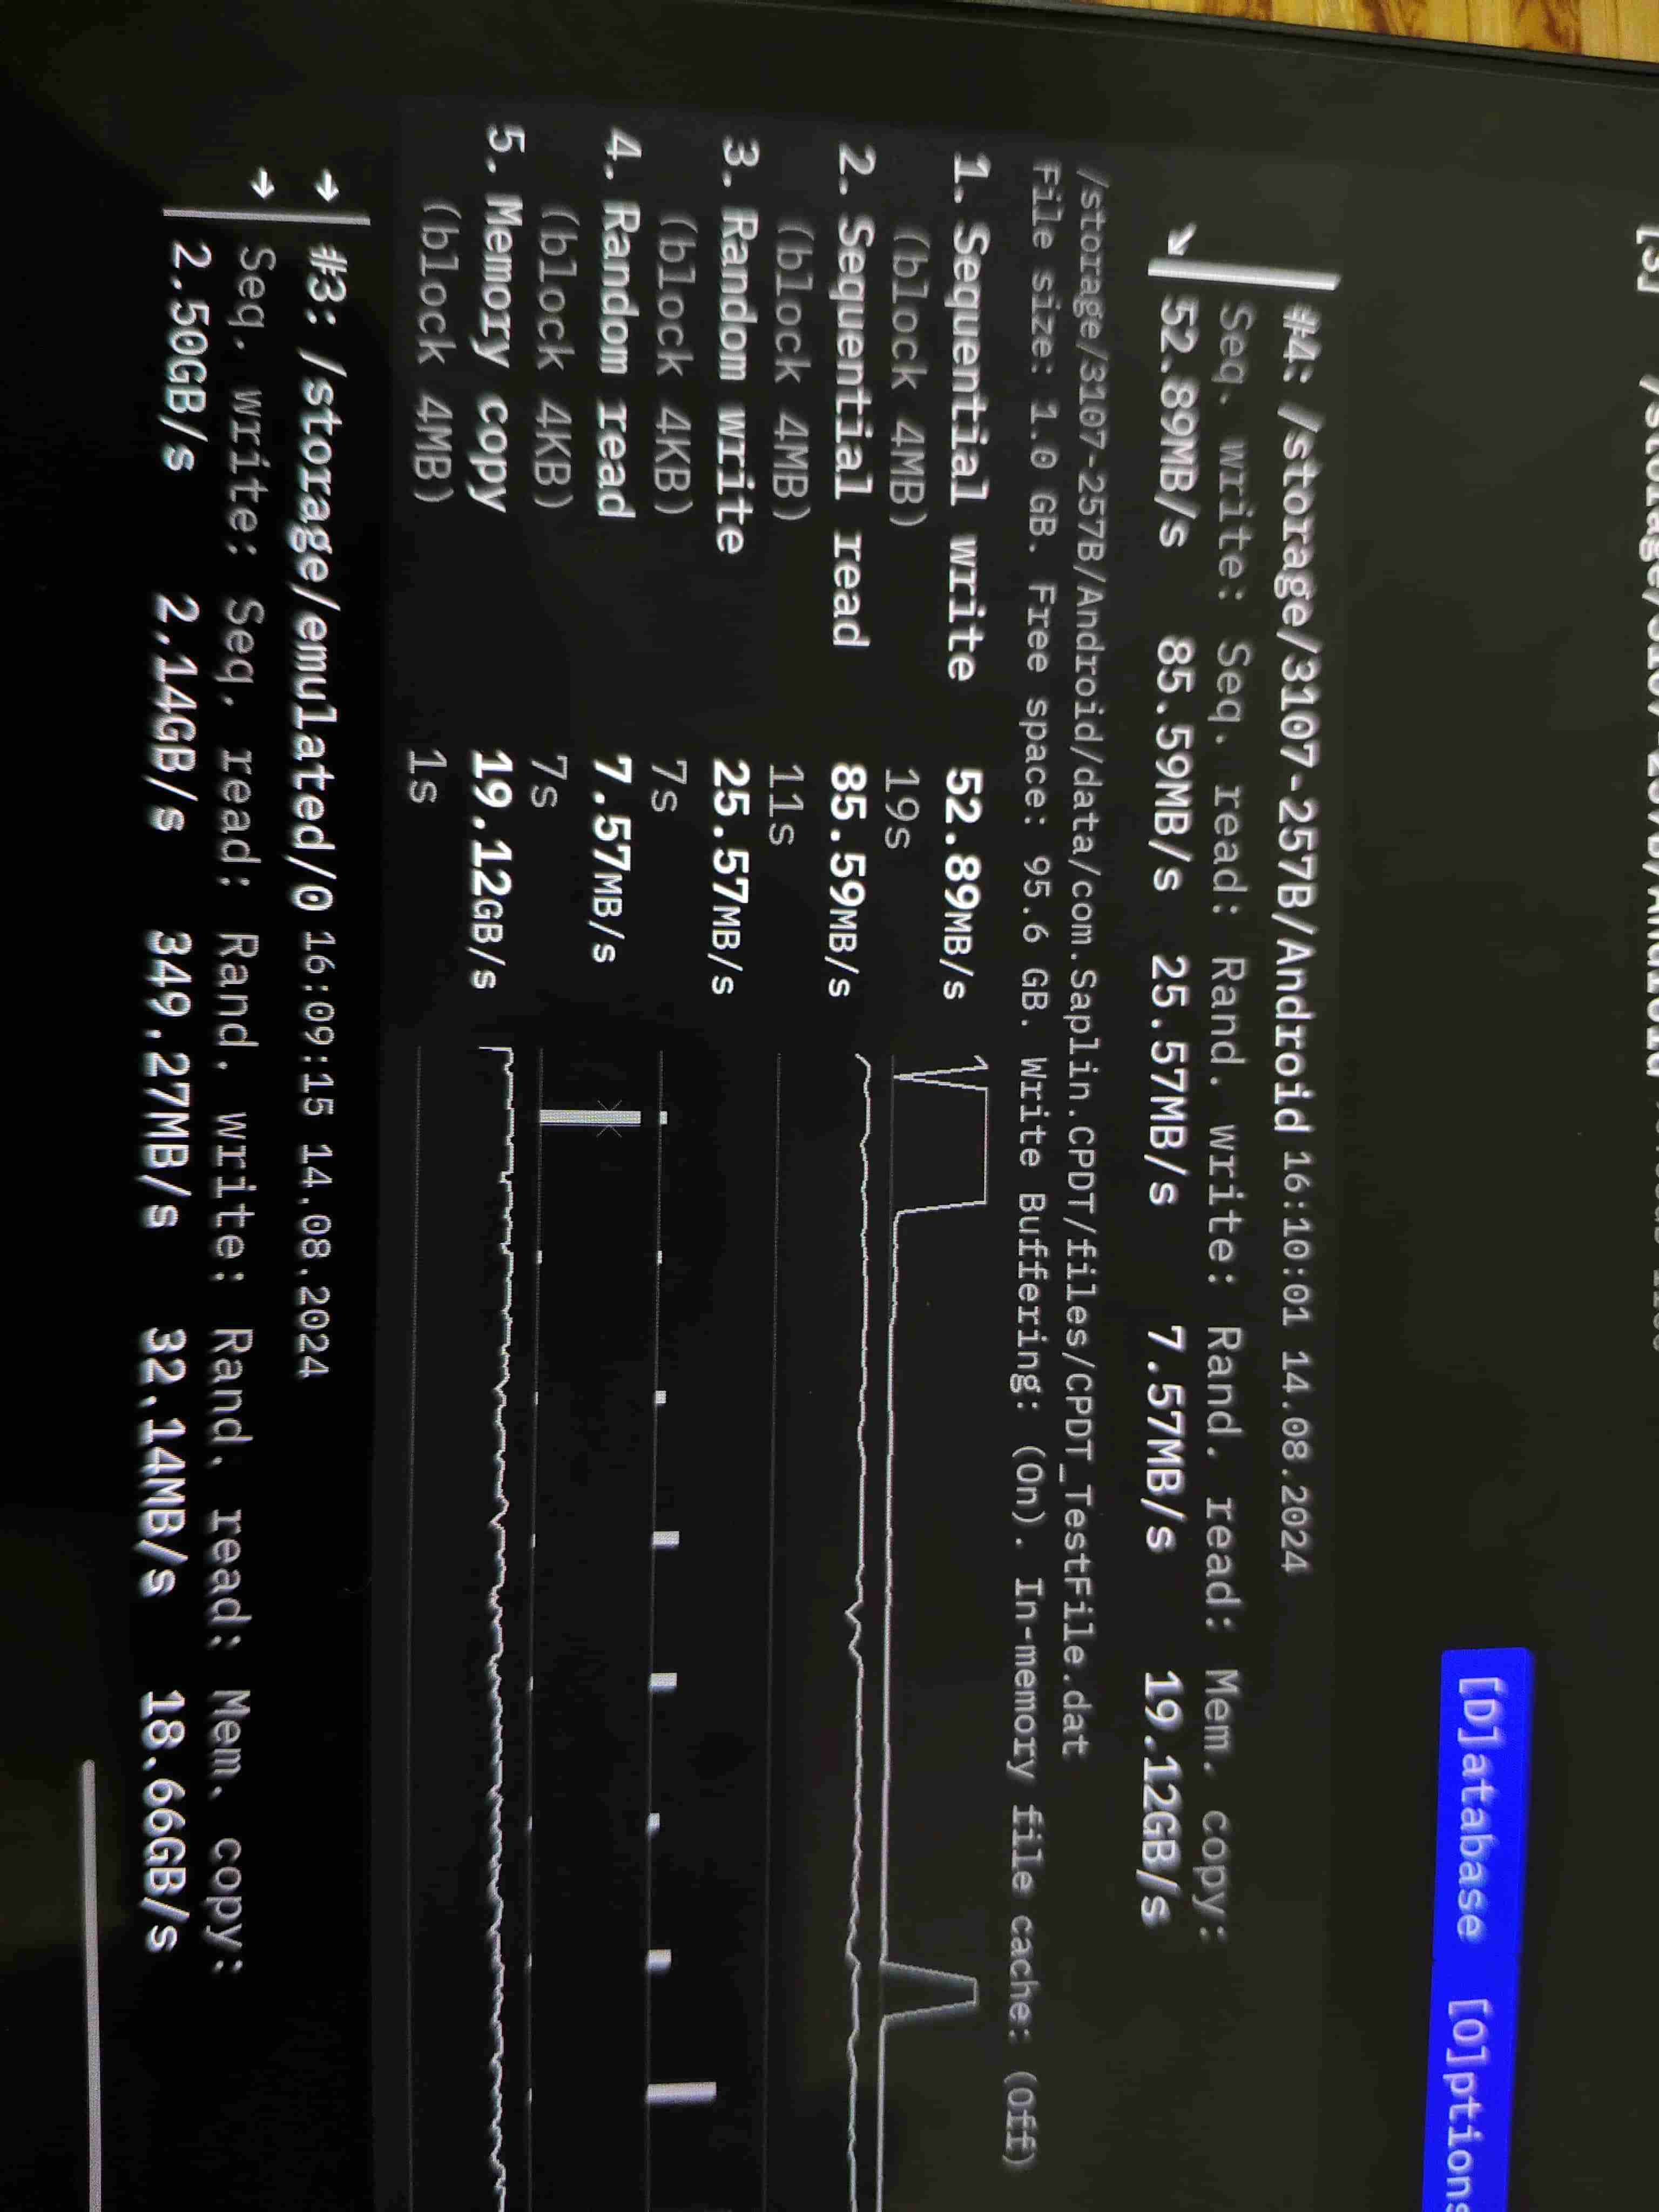 [D]atabase [O]ptions
#4: /storage/3107-257B/Android 16:10:01 14.08.2024
Seq. write: Seq. read: Rand. write: Rand. read: Mem. copy:
52.89MB/s 85.59MB/s 25.57MB/s 7.57MB/s 19.12GB/s
/storage/3107-257B/Android/data/com.Saplin.CPDT/files/CPDT_TestFile.dat
File size: 1.0 GB. Free space: 95.6 GB. Write Buffering: (On). In-memory file cache: (Off)
1. Sequential write 52.89MB/s
(block 4MB) 19s
2. Sequential read 85.59MB/s
(block 4MB) 11s
3. Random write 25.57MB/s
(block 4KB) 7s
4. Random read 7.57MB/s
(block 4KB) 7s
5. Memory copy 19.12GB/s
(block 4MB) 1s
#3: /storage/emulated/0 16:09:15 14.08.2024
Seq. write: Seq. read: Rand. write: Rand. read: Mem. copy:
2.50GB/s 2.14GB/s 349.27MB/s 32.14MB/s 18.66GB/s